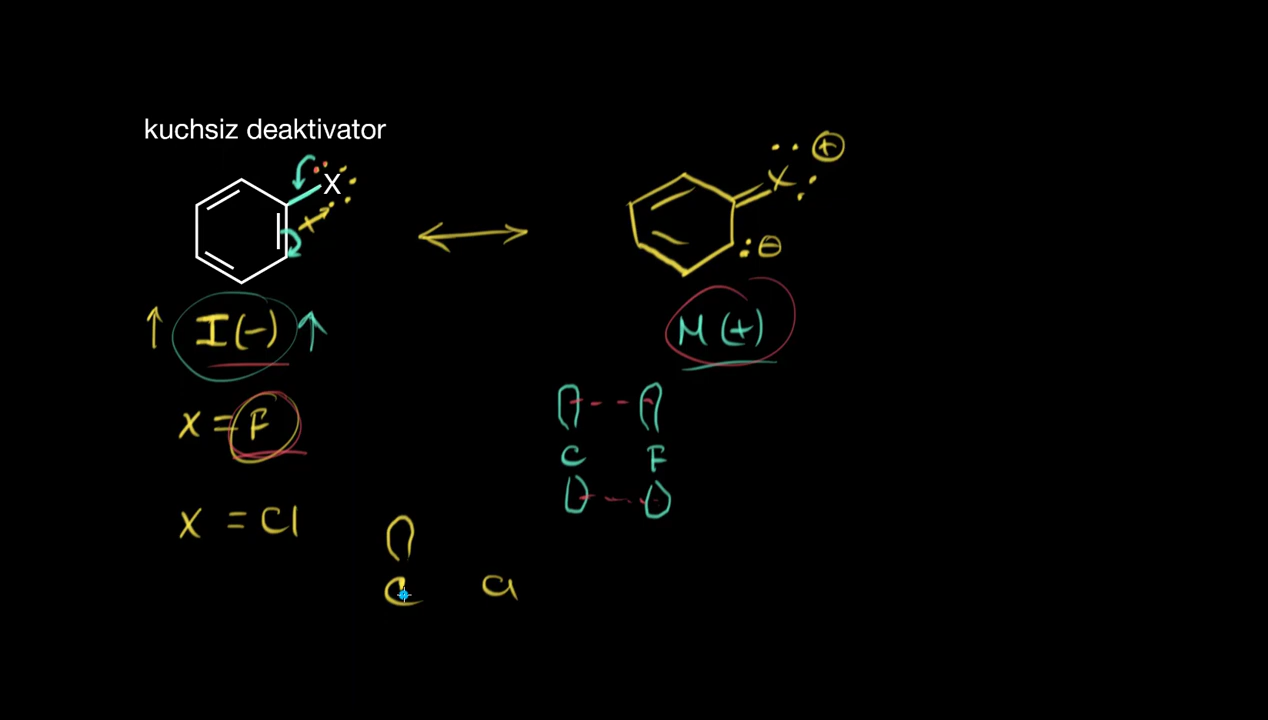 kuchsiz deaktivator
X
X
I(-)
M(+)
X = F
C F
X = Cl
C Cl